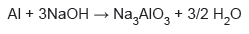 Al + 3NaOH → Na₃AlO₃ + 3/2 H₂O